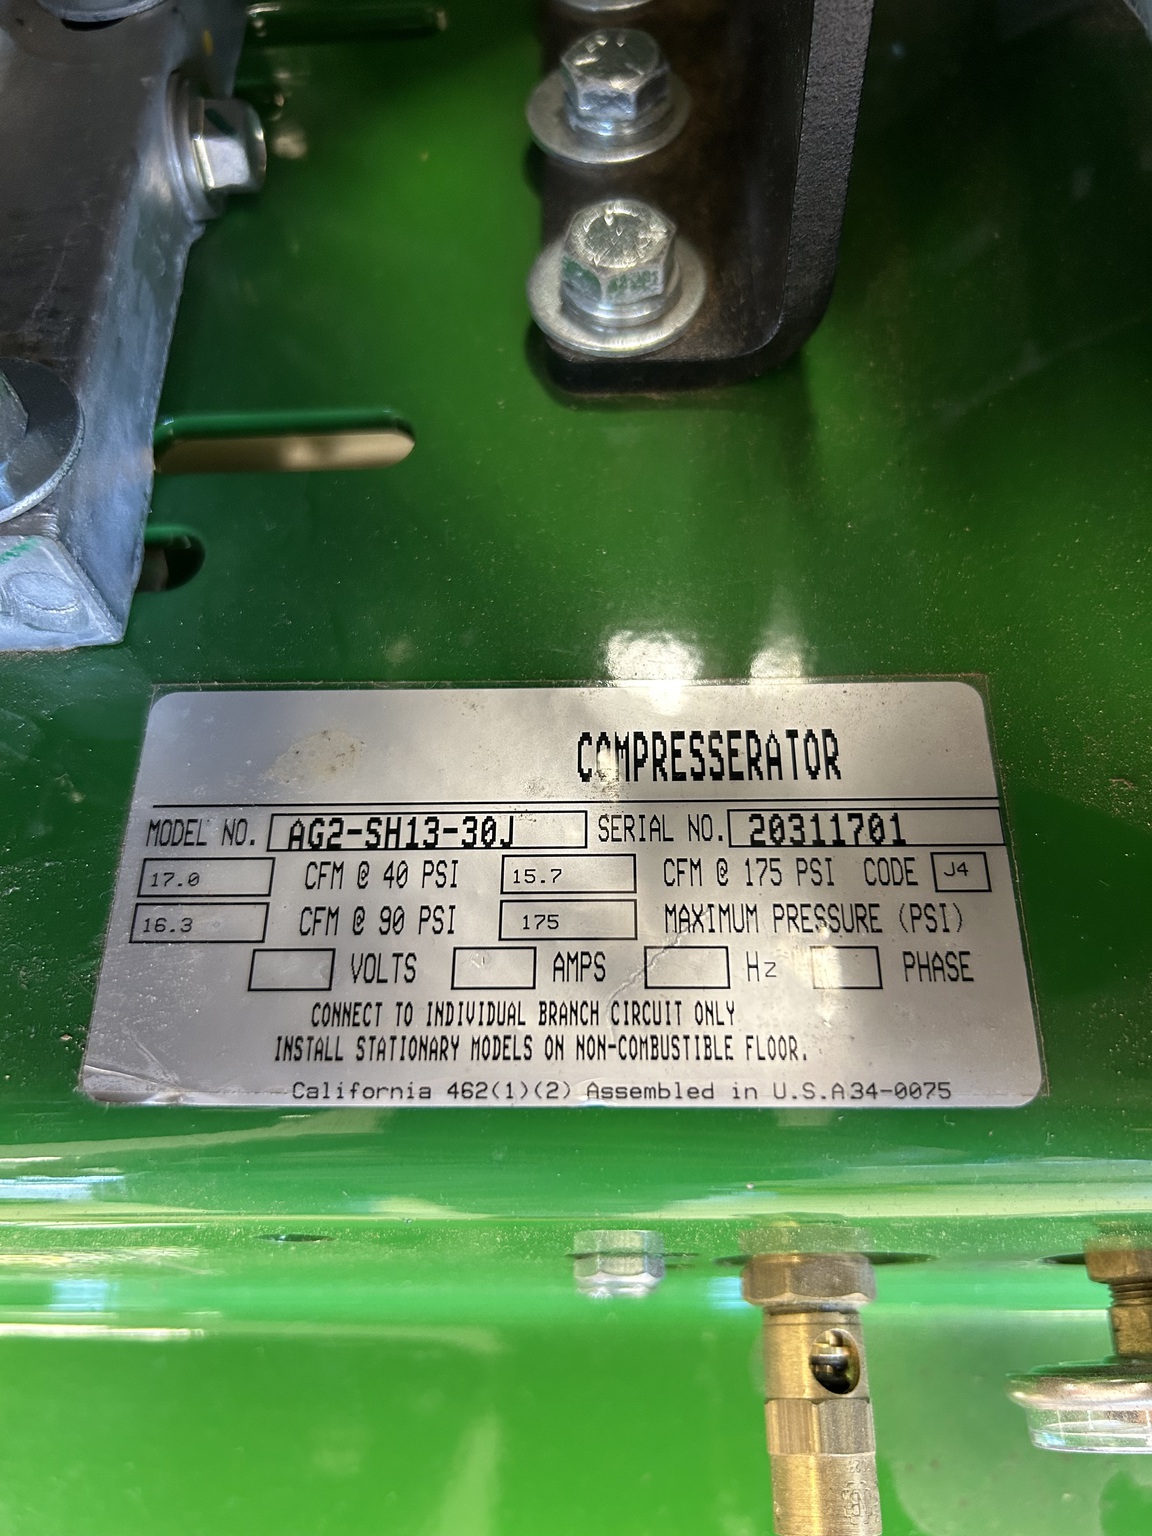 COMPRESSERATOR
MODEL NO. AG2-SH13-30J SERIAL NO. 20311701
17.0 CFM @ 40 PSI 15.7 CFM @ 175 PSI CODE J4
16.3 CFM @ 90 PSI 175 MAXIMUM PRESSURE (PSI)
VOLTS AMPS Hz PHASE
CONNECT TO INDIVIDUAL BRANCH CIRCUIT ONLY
INSTALL STATIONARY MODELS ON NON-COMBUSTIBLE FLOOR.
California 462(1)(2) Assembled in U.S.A34-0075